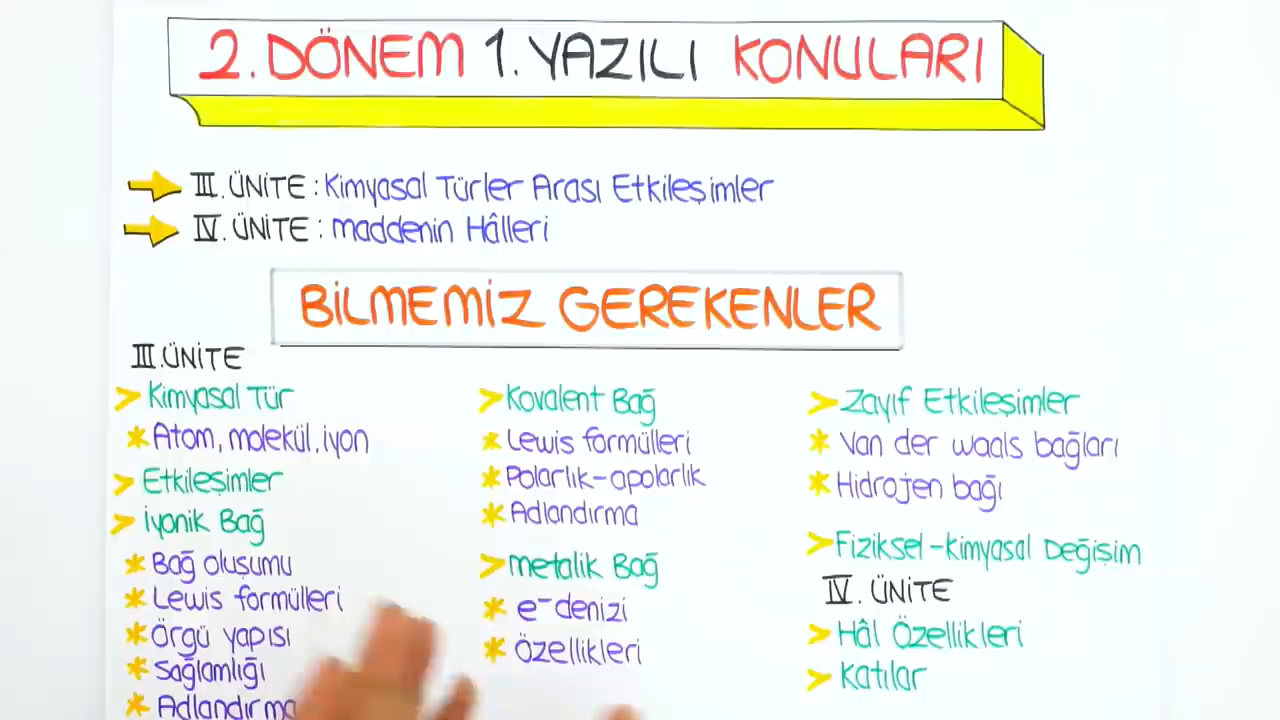 2. DÖNEM 1. YAZILI KONULARI
III. ÜNİTE : Kimyasal Türler Arası Etkileşimler
IV. ÜNİTE : maddenin Hâlleri
BİLMEMİZ GEREKENLER
III. ÜNİTE
> Kimyasal Tür
* Atom, molekül, iyon
> Etkileşimler
> İyonik Bağ
* Bağ oluşumu
* Lewis formülleri
* Örgü yapısı
* Sağlamlığı
* Adlandırma
> Kovalent Bağ
* Lewis formülleri
* Polarlık-apolarlık
* Adlandırma
> metalik Bağ
* e⁻ denizi
* Özellikleri
> Zayıf Etkileşimler
* Van der waals bağları
* Hidrojen bağı
> Fiziksel-kimyasal Değişim
IV. ÜNİTE
> Hâl Özellikleri
> Katılar